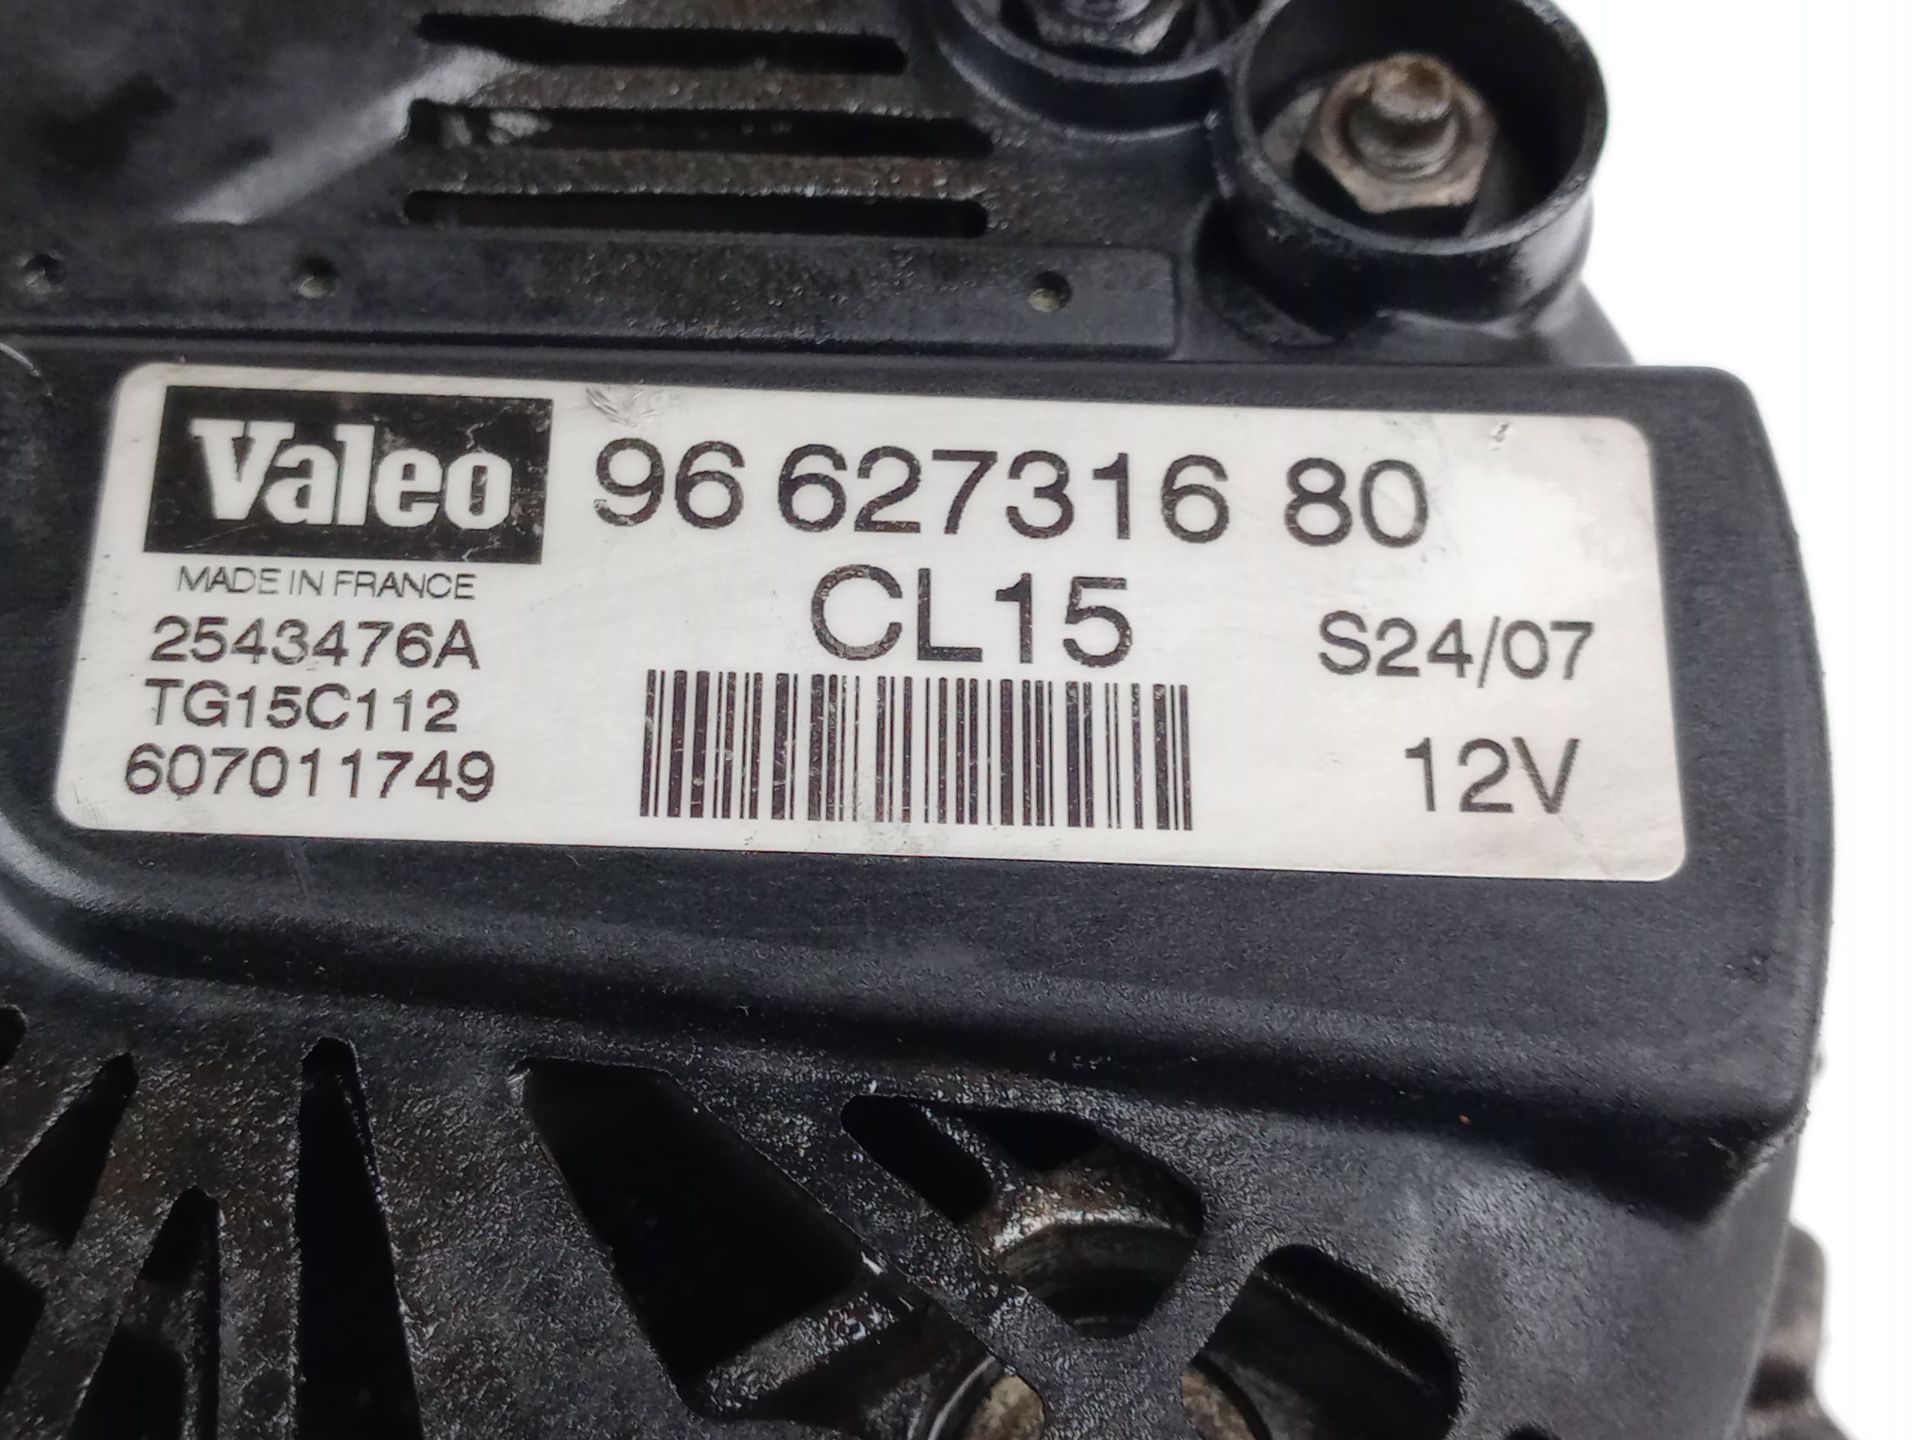 Valeo
96 627316 80
MADE IN FRANCE
CL15
2543476A
S24/07
TG15C112
607011749
12V